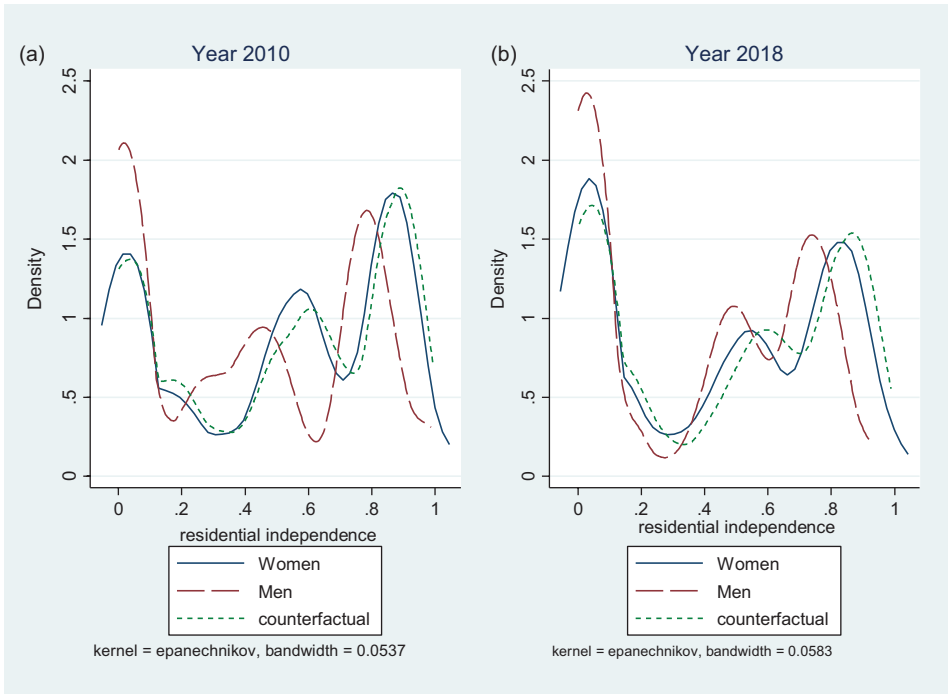 (a)
Year 2010
2.5
2
1.5
1
.5
0
Density
0 .2 .4 .6 .8 1
residential independence
Women
Men
counterfactual
kernel = epanechnikov, bandwidth = 0.0537
(b)
Year 2018
2.5
2
1.5
1
.5
0
Density
0 .2 .4 .6 .8 1
residential independence
Women
Men
counterfactual
kernel = epanechnikov, bandwidth = 0.0583